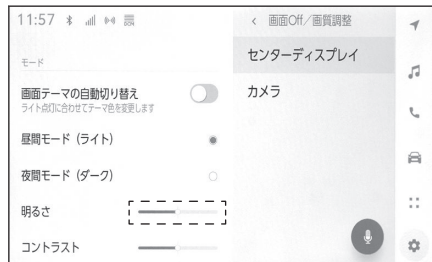 11:57
< 画面Off/画質調整
モード
画面テーマの自動切り替え
ライト点灯に合わせてテーマ色を変更します
昼間モード（ライト）
夜間モード（ダーク）
明るさ
コントラスト
センターディスプレイ
カメラ